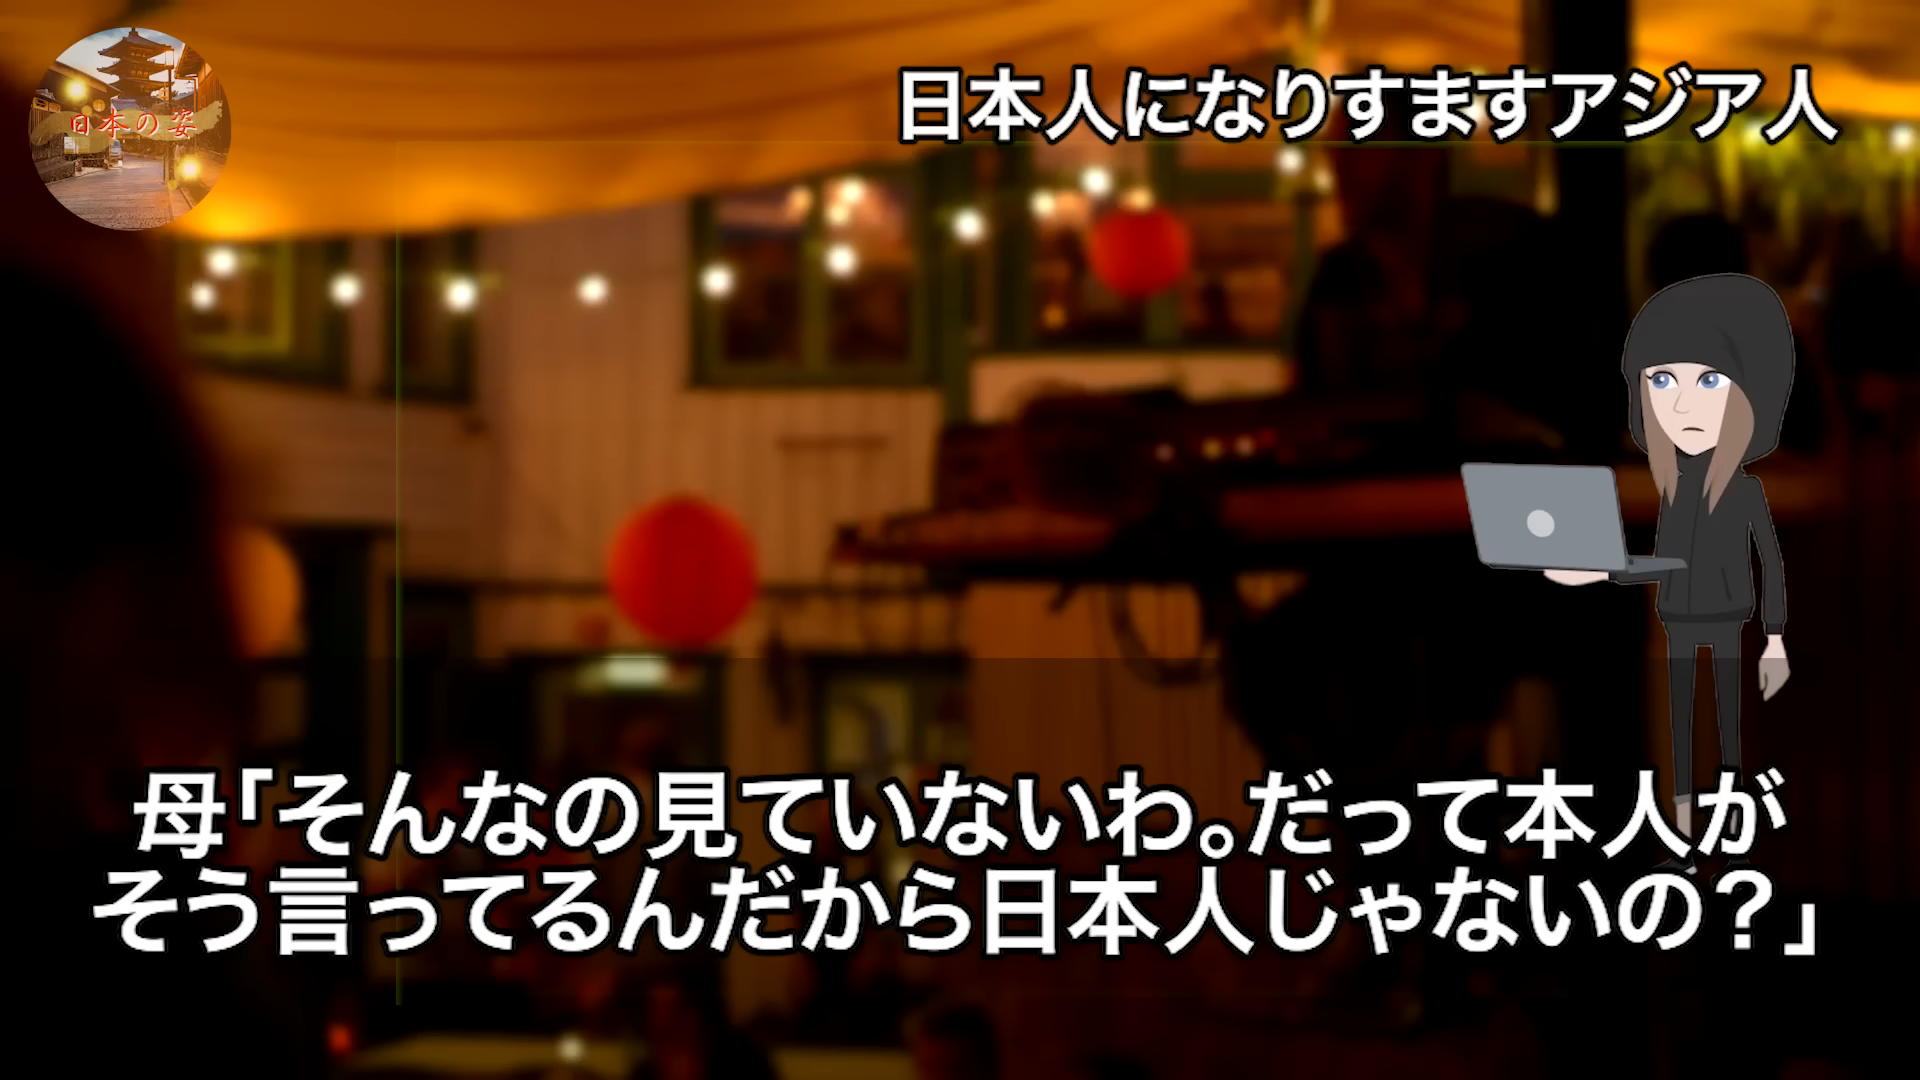 日本の姿
日本人になりすますアジア人
母｢そんなの見ていないわ。だって本人が
そう言ってるんだから日本人じゃないの？｣